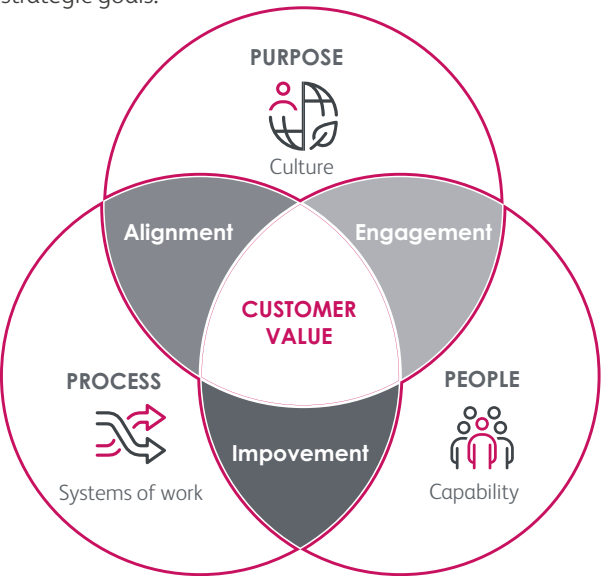 strategic goals.
PURPOSE
Culture
Alignment
Engagement
CUSTOMER
VALUE
PROCESS
Systems of work
PEOPLE
Capability
Impovement